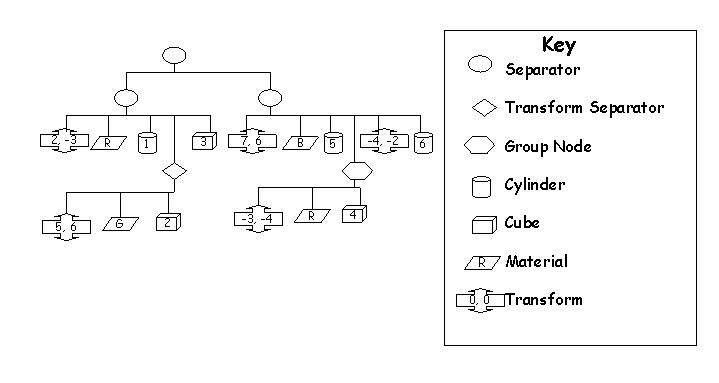 Key
Separator
Transform Separator
Group Node
Cylinder
Cube
R Material
0, 0 Transform
2, -3 R 1 3 7, 6 B 5 -4, -2 6
5, 6 G 2 -3, -4 R 4